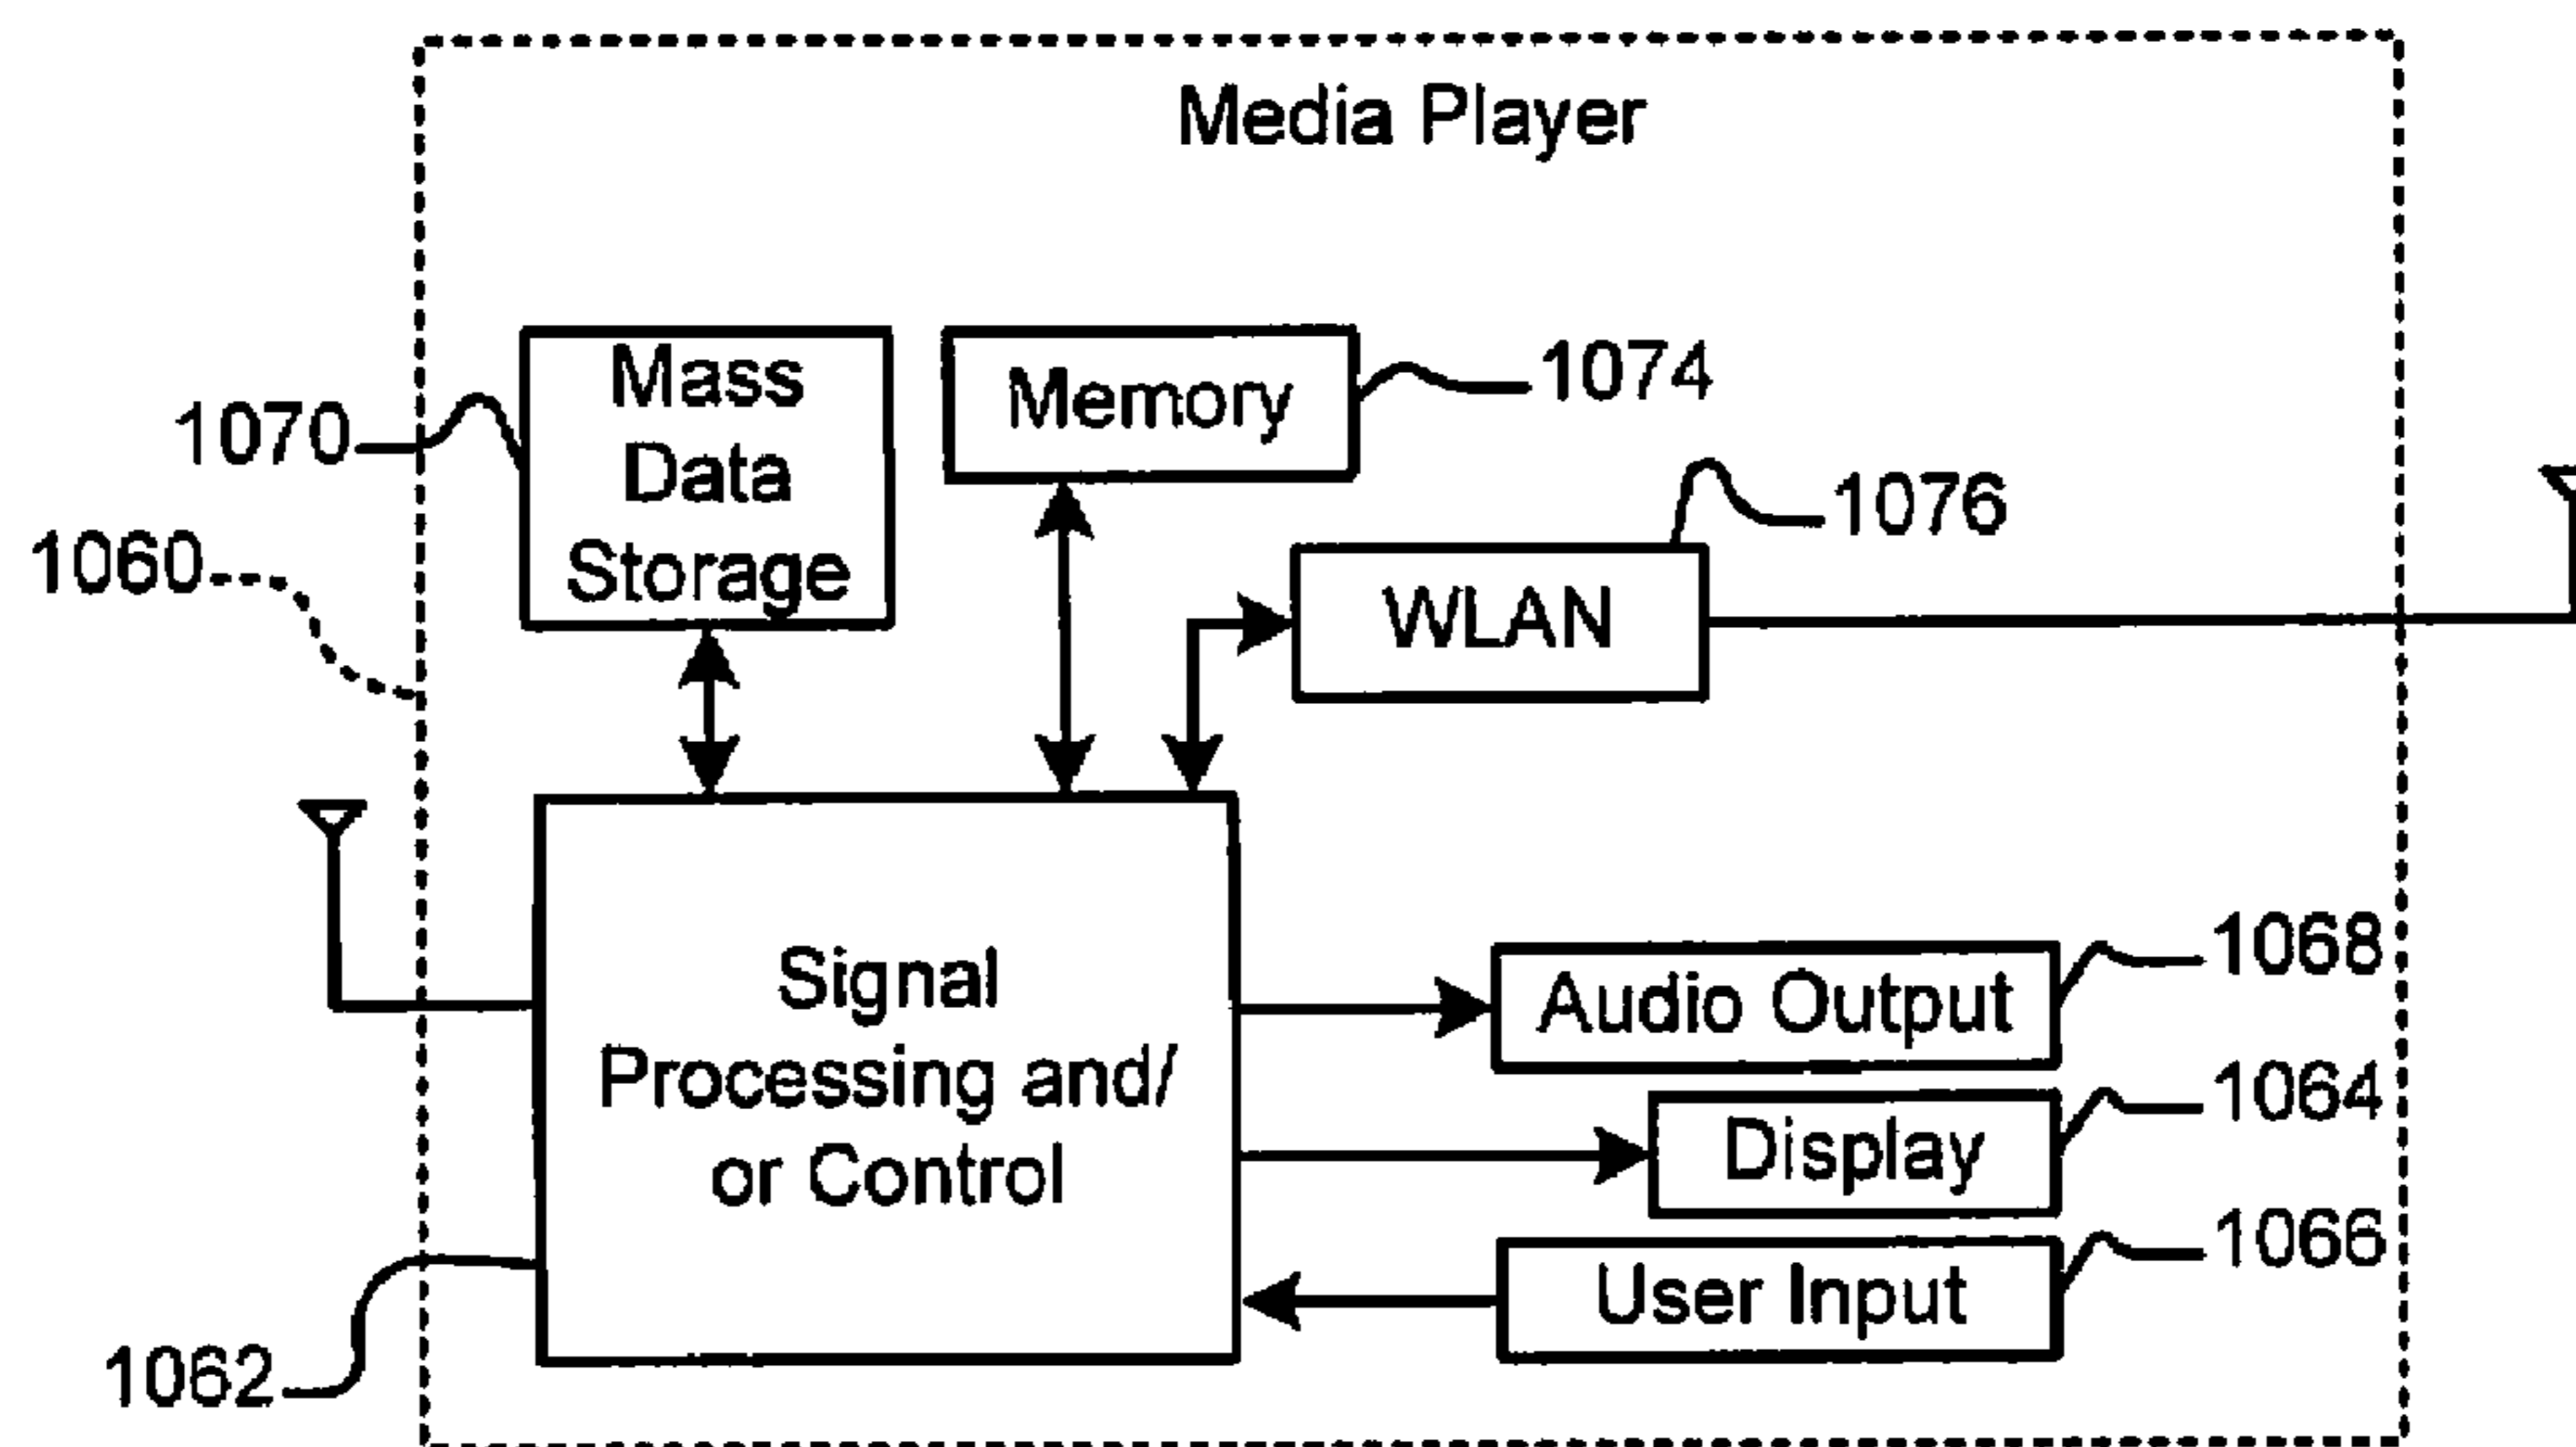 Media Player
1070
Mass
Data
Storage
Memory
1074
1076
1060
WLAN
Signal
Processing and/
or Control
Audio Output
1068
Display
1064
User Input
1066
1062